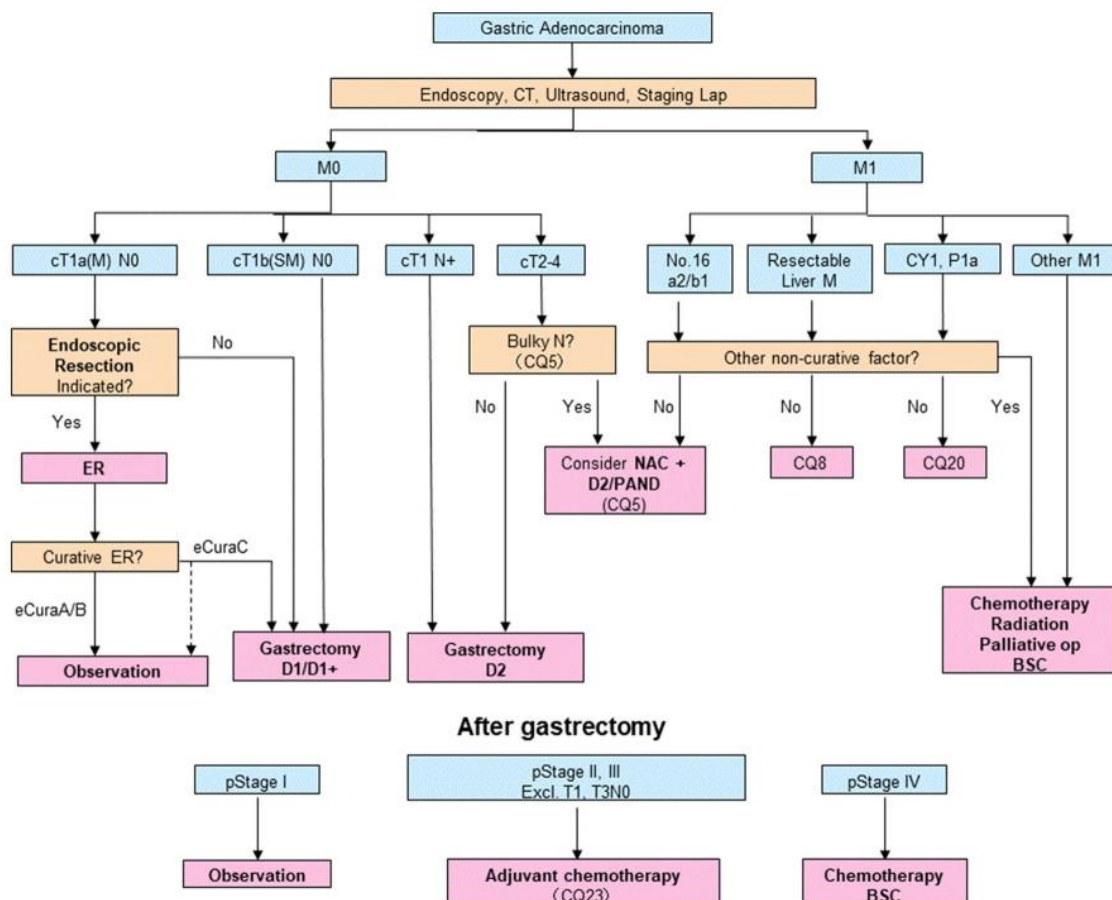 Gastric Adenocarcinoma
Endoscopy, CT, Ultrasound, Staging Lap
M0
M1
cT1a(M) N0
cT1b(SM) N0
cT1 N+
cT2-4
No.16
a2/b1
Resectable
Liver M
CY1, P1a
Other M1
Endoscopic
Resection
Indicated?
No
Bulky N?
(CQ5)
Other non-curative factor?
Yes
No
Yes
No
No
No
Yes
ER
Consider NAC +
D2/PAND
(CQ5)
CQ8
CQ20
Curative ER?
eCuraC
eCuraA/B
Observation
Gastrectomy
D1/D1+
Gastrectomy
D2
Chemotherapy
Radiation
Palliative op
BSC
After gastrectomy
pStage I
pStage II, III
Excl. T1, T3N0
pStage IV
Observation
Adjuvant chemotherapy
(CQ23)
Chemotherapy
BSC